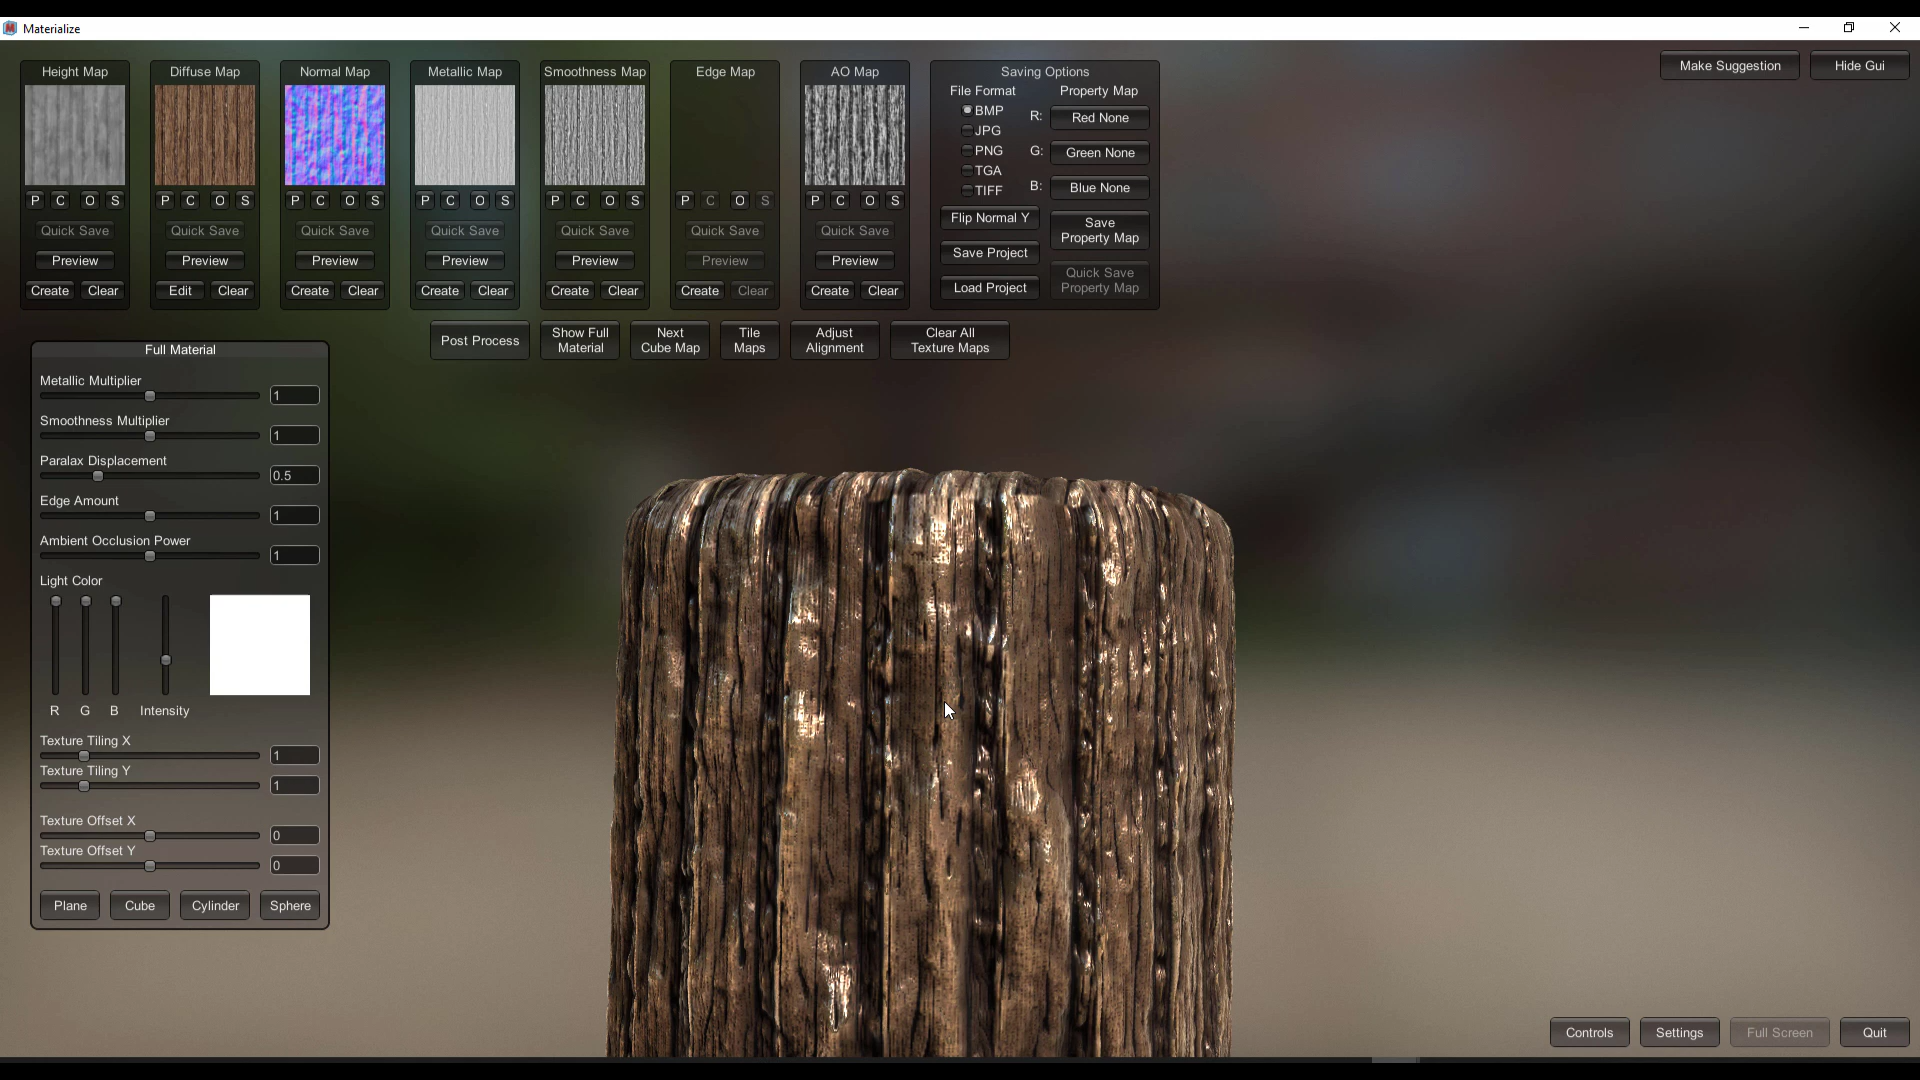 Materialize
Make Suggestion
Hide Gui
Height Map
Diffuse Map
Normal Map
Metallic Map
Smoothness Map
Edge Map
AO Map
P C O S
P C O S
P C O S
P C O S
P C O S
P C O S
P C O S
Quick Save
Quick Save
Quick Save
Quick Save
Quick Save
Quick Save
Quick Save
Preview
Preview
Preview
Preview
Preview
Preview
Preview
Create Clear
Edit Clear
Create Clear
Create Clear
Create Clear
Create Clear
Create Clear
Saving Options
File Format
Property Map
BMP
JPG
PNG
TGA
TIFF
R: Red None
G: Green None
B: Blue None
Flip Normal Y
Save Project
Load Project
Save
Property Map
Quick Save
Property Map
Post Process
Show Full
Material
Next
Cube Map
Tile
Maps
Adjust
Alignment
Clear All
Texture Maps
Full Material
Metallic Multiplier
1
Smoothness Multiplier
1
Paralax Displacement
0.5
Edge Amount
1
Ambient Occlusion Power
1
Light Color
R G B Intensity
Texture Tiling X
1
Texture Tiling Y
1
Texture Offset X
0
Texture Offset Y
0
Plane Cube Cylinder Sphere
Controls Settings Full Screen Quit